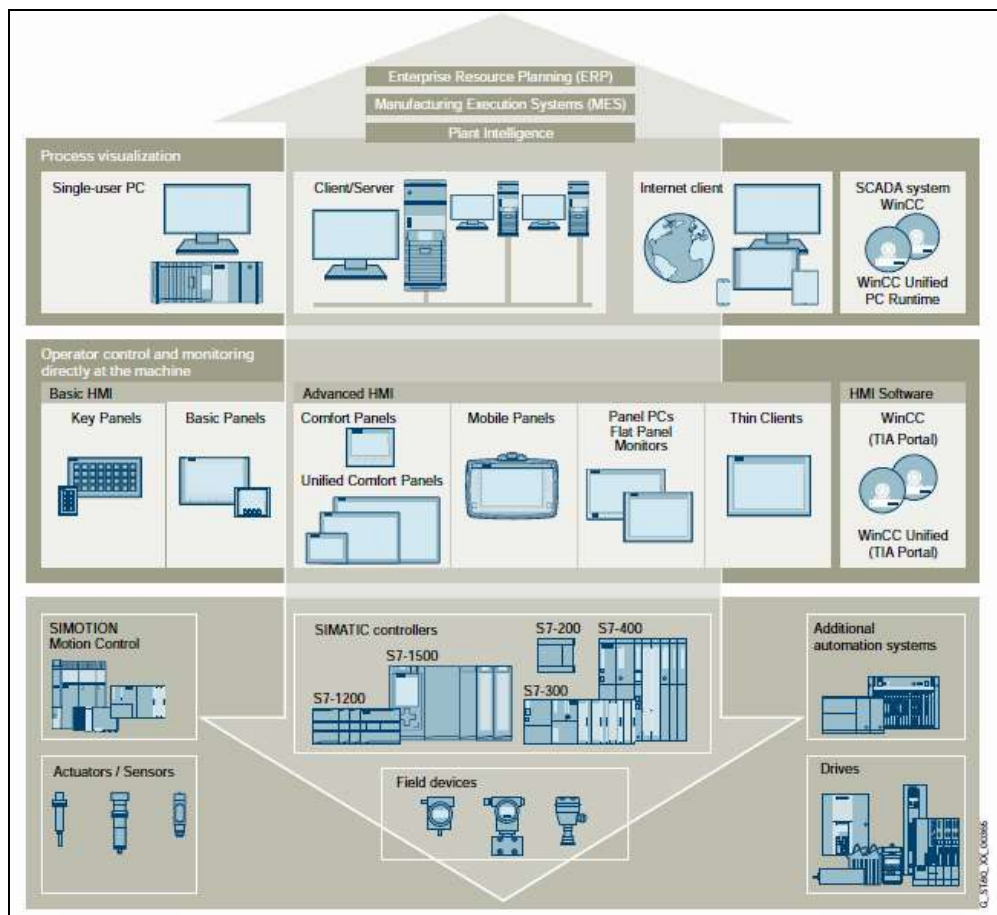 Enterprise Resource Planning (ERP)
Manufacturing Execution Systems (MES)
Plant Intelligence
Process visualization
Single-user PC
Client/Server
Internet client
SCADA system
WinCC
WinCC Unified
PC Runtime
Operator control and monitoring
directly at the machine
Basic HMI
Advanced HMI
HMI Software
Key Panels
Basic Panels
Comfort Panels
Unified Comfort Panels
Mobile Panels
Panel PCs
Flat Panel
Monitors
Thin Clients
WinCC
(TIA Portal)
WinCC Unified
(TIA Portal)
SIMOTION
Motion Control
SIMATIC controllers
S7-1500
S7-1200
S7-200
S7-400
S7-300
Additional
automation systems
Actuators / Sensors
Field devices
Drives
G_ST80_XX_00365